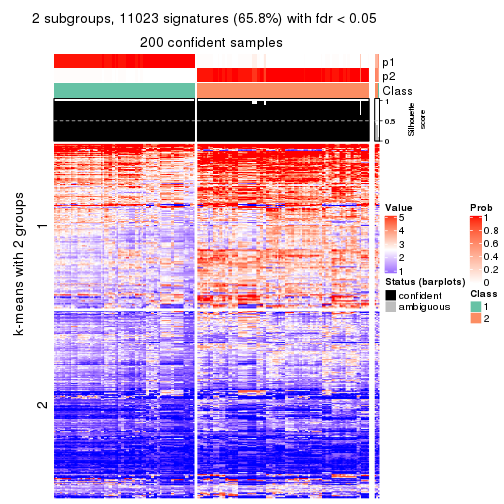 2 subgroups, 11023 signatures (65.8%) with fdr < 0.05
200 confident samples
p1
p2
Class
1
0.5
0
Silhouette
score
k-means with 2 groups
1
2
Value
5
4
3
2
1
Status (barplots)
confident
ambiguous
Prob
1
0.8
0.6
0.4
0.2
0
Class
1
2